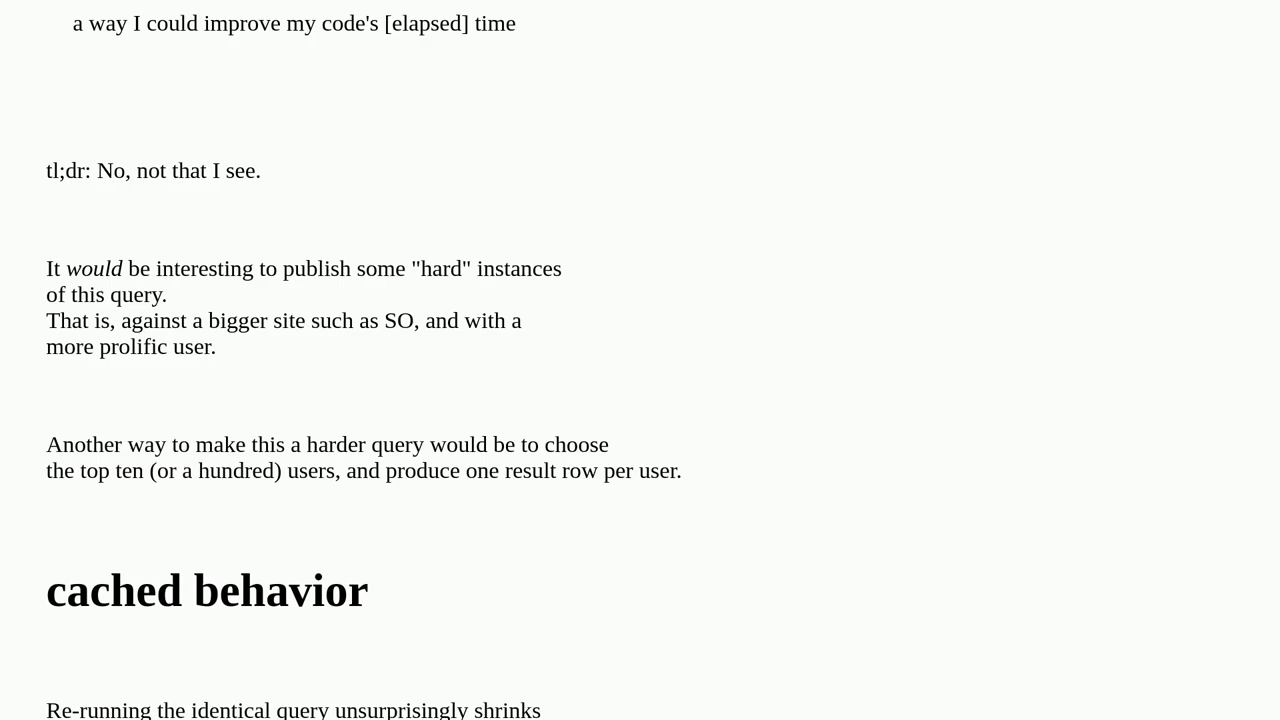 a way I could improve my code's [elapsed] time
tl;dr: No, not that I see.
It would be interesting to publish some "hard" instances
of this query.
That is, against a bigger site such as SO, and with a
more prolific user.
Another way to make this a harder query would be to choose
the top ten (or a hundred) users, and produce one result row per user.
cached behavior
Re-running the identical query unsurprisingly shrinks